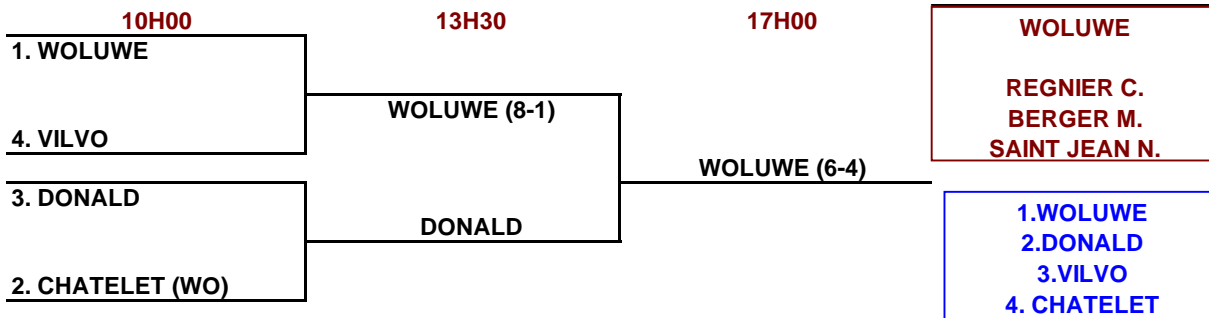 10H00
13H30
17H00
1. WOLUWE
WOLUWE (8-1)
4. VILVO
WOLUWE (6-4)
3. DONALD
DONALD
2. CHATELET (WO)
WOLUWE
REGNIER C.
BERGER M.
SAINT JEAN N.
1.WOLUWE
2.DONALD
3.VILVO
4. CHATELET